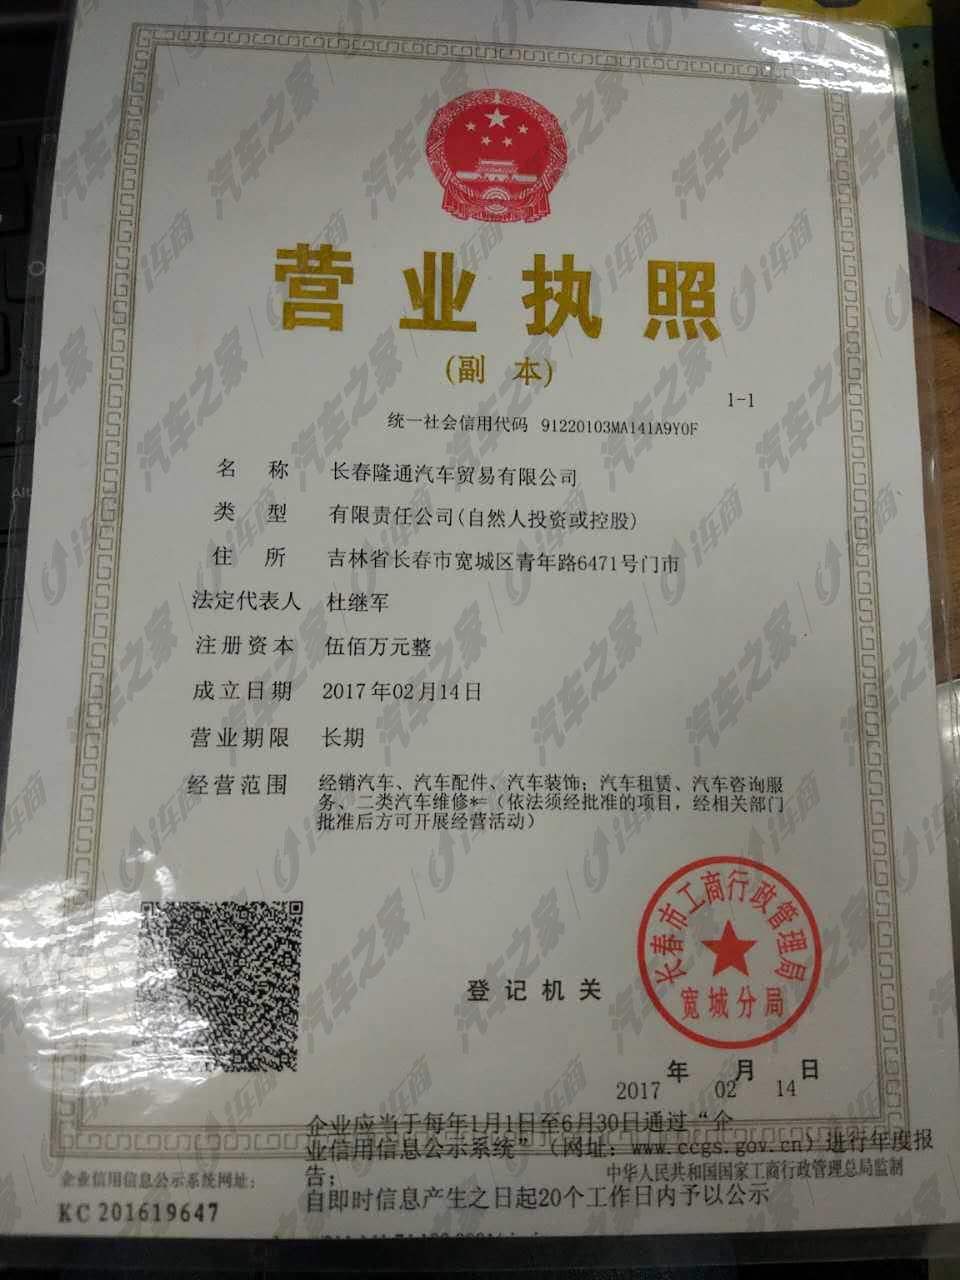 营业执照
(副 本)
1-1
统一社会信用代码 91220103MA141A9Y0F
名 称 长春隆通汽车贸易有限公司
类 型 有限责任公司(自然人投资或控股)
住 所 吉林省长春市宽城区青年路6471号门市
法定代表人 杜继军
注册资本 伍佰万元整
成立日期 2017年02月14日
营业期限 长期
经营范围 经销汽车、汽车配件、汽车装饰；汽车租赁、汽车咨询服
务、二类汽车维修*=（依法须经批准的项目，经相关部门
批准后方可开展经营活动）
长春市工商行政管理局
宽城分局
登记机关
年 月 日
2017 02 14
企业应当于每年1月1日至6月30日通过“企
业信用信息公示系统”（网址：www.ccgs.gov.cn）进行年度报
告；
中华人民共和国国家工商行政管理总局监制
自即时信息产生之日起20个工作日内予以公示
企业信用信息公示系统网址：
KC 201619647
汽车之家
i车商